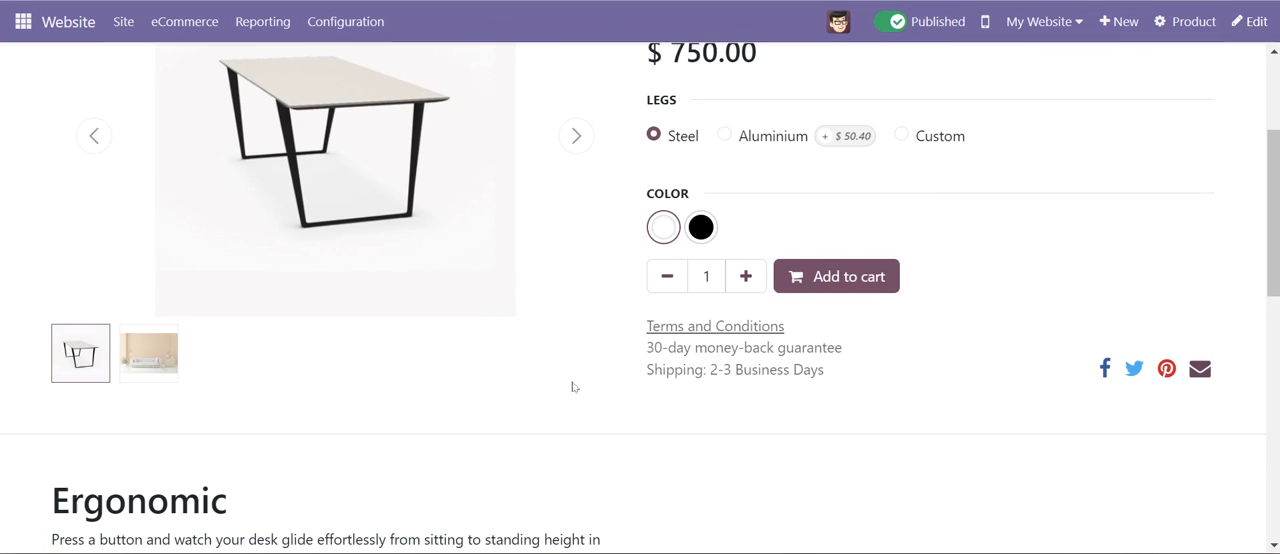 Website Site eCommerce Reporting Configuration Published My Website New Product Edit
$ 750.00
LEGS
Steel Aluminium + $ 50.40 Custom
COLOR
1 Add to cart
Terms and Conditions
30-day money-back guarantee
Shipping: 2-3 Business Days
Ergonomic
Press a button and watch your desk glide effortlessly from sitting to standing height in